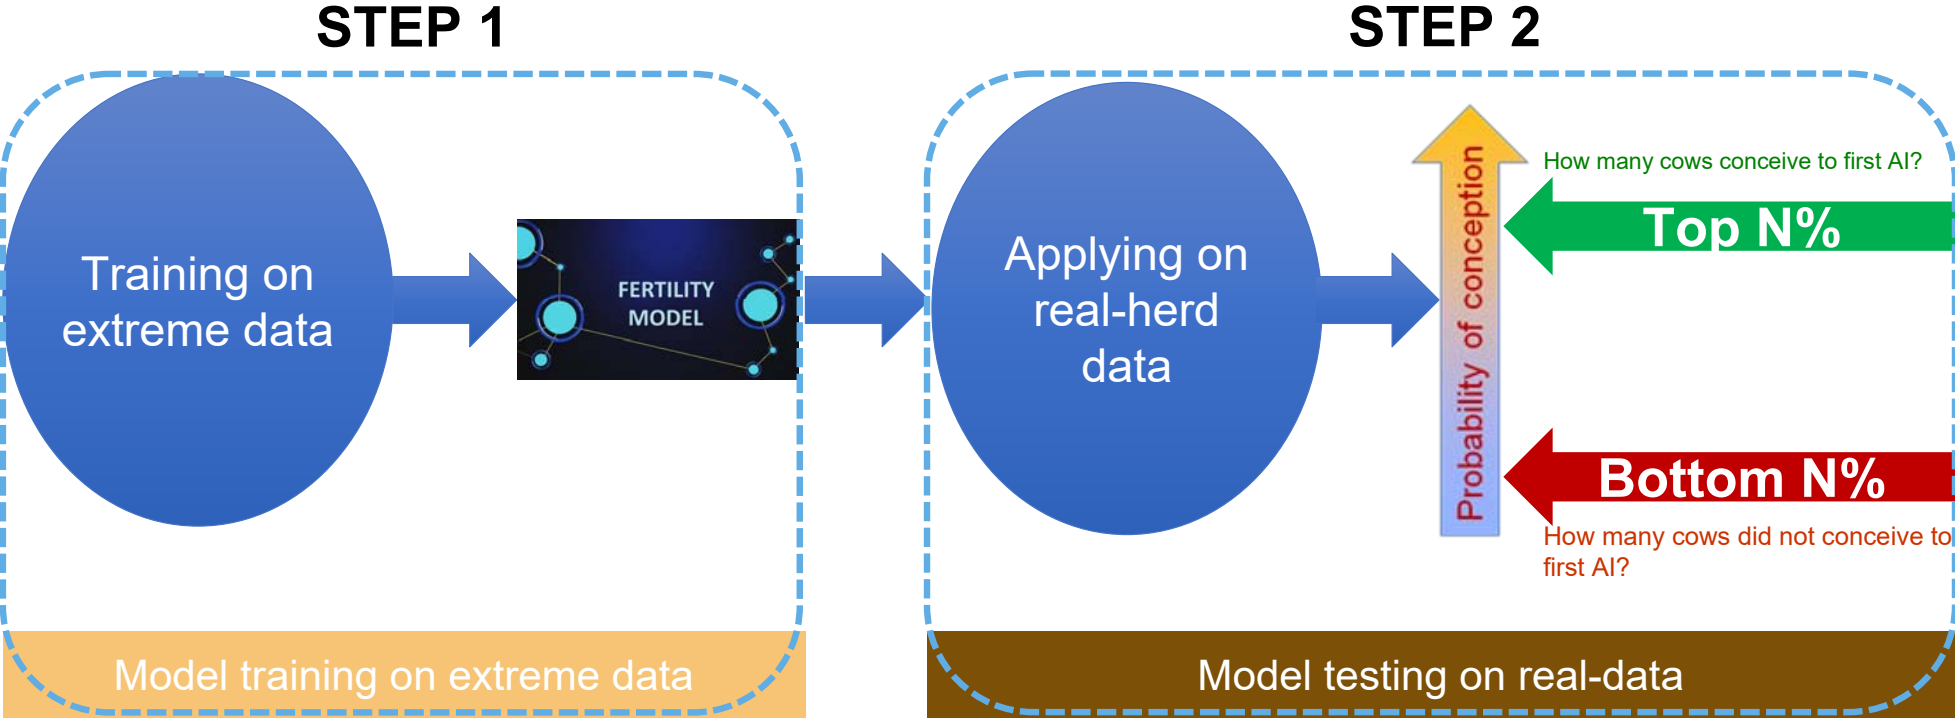 STEP 1
Training on
extreme data
FERTILITY
MODEL
Model training on extreme data
STEP 2
Applying on
real-herd
data
Probability of conception
How many cows conceive to first AI?
Top N%
Bottom N%
How many cows did not conceive to
first AI?
Model testing on real-data